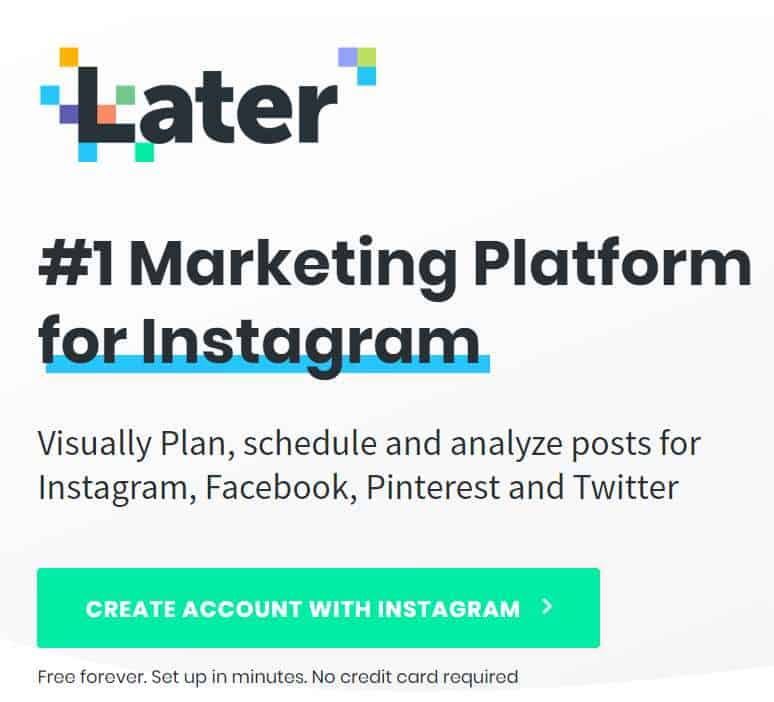 Later
#1 Marketing Platform
for Instagram
Visually Plan, schedule and analyze posts for
Instagram, Facebook, Pinterest and Twitter
CREATE ACCOUNT WITH INSTAGRAM >
Free forever. Set up in minutes. No credit card required